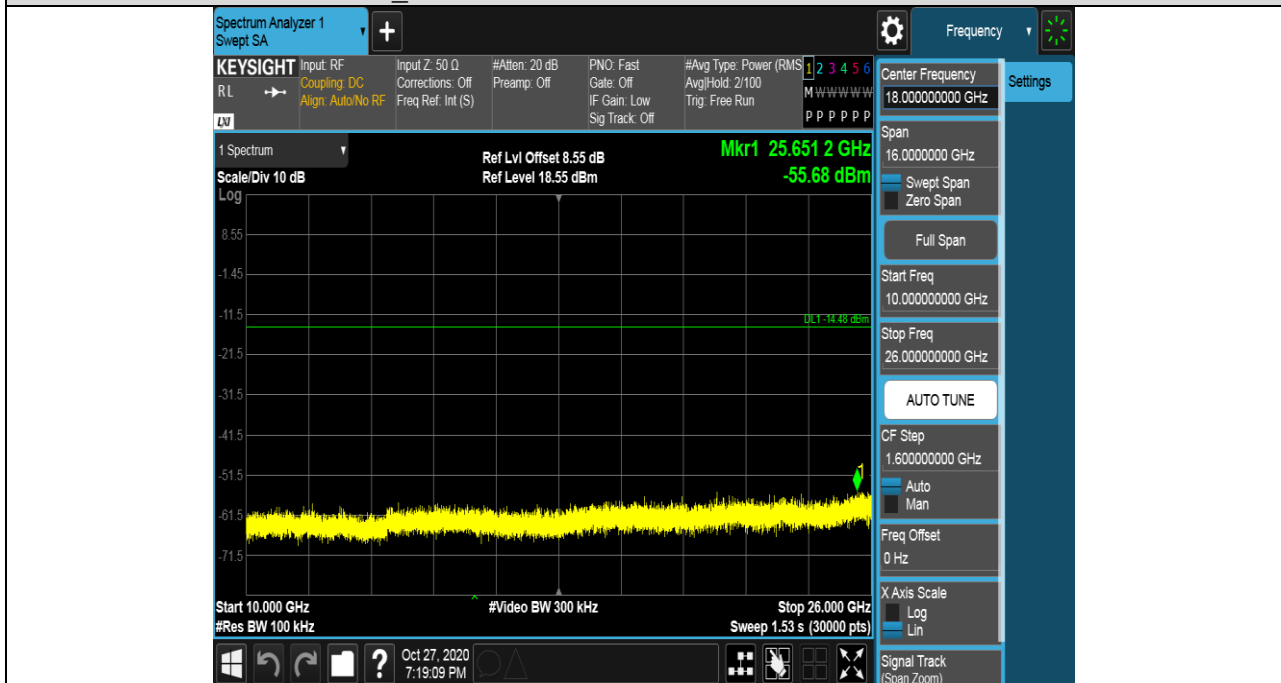 Spectrum Analyzer 1
Swept SA
+
Frequency
KEYSIGHT
RL
LXI
Input: RF
Coupling: DC
Align: Auto/No RF
Input Z: 50 Ω
Corrections: Off
Freq Ref: Int (S)
#Atten: 20 dB
Preamp: Off
PNO: Fast
Gate: Off
IF Gain: Low
Sig Track: Off
#Avg Type: Power (RMS
Avg|Hold: 2/100
Trig: Free Run
1 2 3 4 5 6
M W W W W W
P P P P P P
1 Spectrum
Scale/Div 10 dB
Ref Lvl Offset 8.55 dB
Ref Level 18.55 dBm
Mkr1 25.651 2 GHz
-55.68 dBm
Log
8.55
-1.45
-11.5
-21.5
-31.5
-41.5
-51.5
-61.5
-71.5
DL1 -14.48 dBm
1
Start 10.000 GHz
#Video BW 300 kHz
Stop 26.000 GHz
#Res BW 100 kHz
Sweep 1.53 s (30000 pts)
?
Oct 27, 2020
7:19:09 PM
Center Frequency
18.000000000 GHz
Span
16.0000000 GHz
Swept Span
Zero Span
Full Span
Start Freq
10.000000000 GHz
Stop Freq
26.000000000 GHz
AUTO TUNE
CF Step
1.600000000 GHz
Auto
Man
Freq Offset
0 Hz
X Axis Scale
Log
Lin
Signal Track
(Span Zoom)
Settings